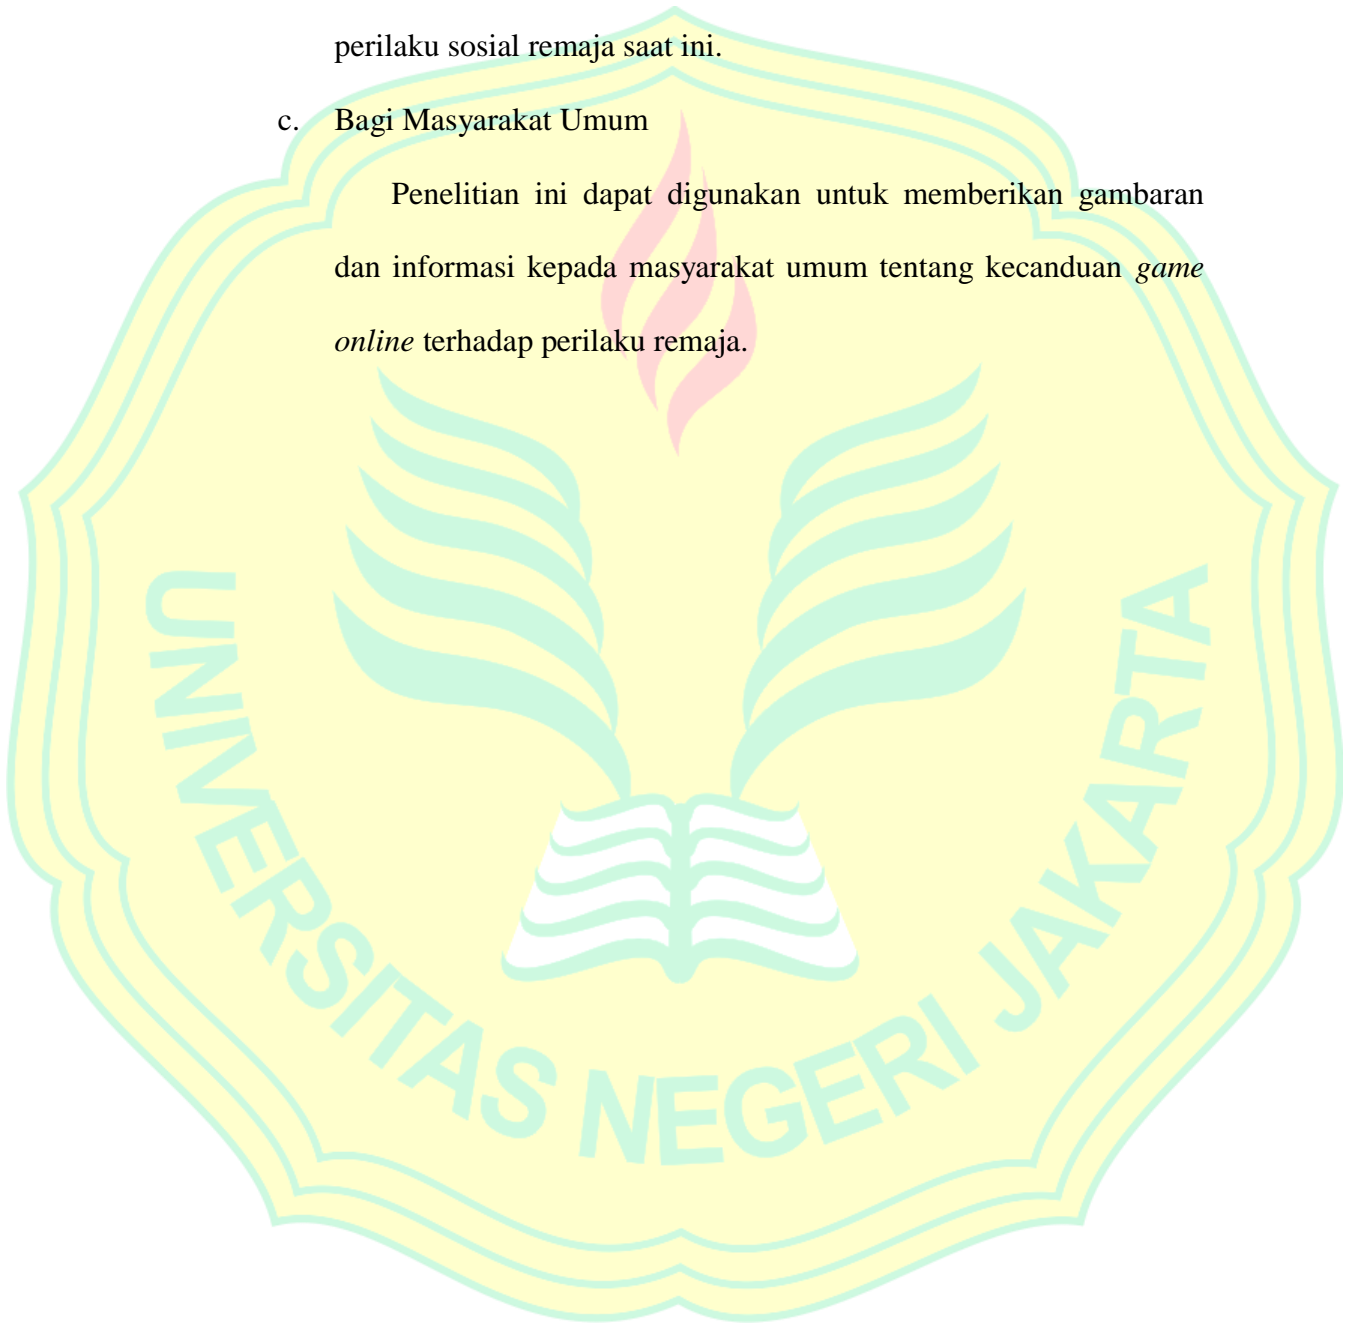 perilaku sosial remaja saat ini.
c. Bagi Masyarakat Umum
Penelitian ini dapat digunakan untuk memberikan gambaran
dan informasi kepada masyarakat umum tentang kecanduan game
online terhadap perilaku remaja.
UNIVERSITAS NEGERI JAKARTA